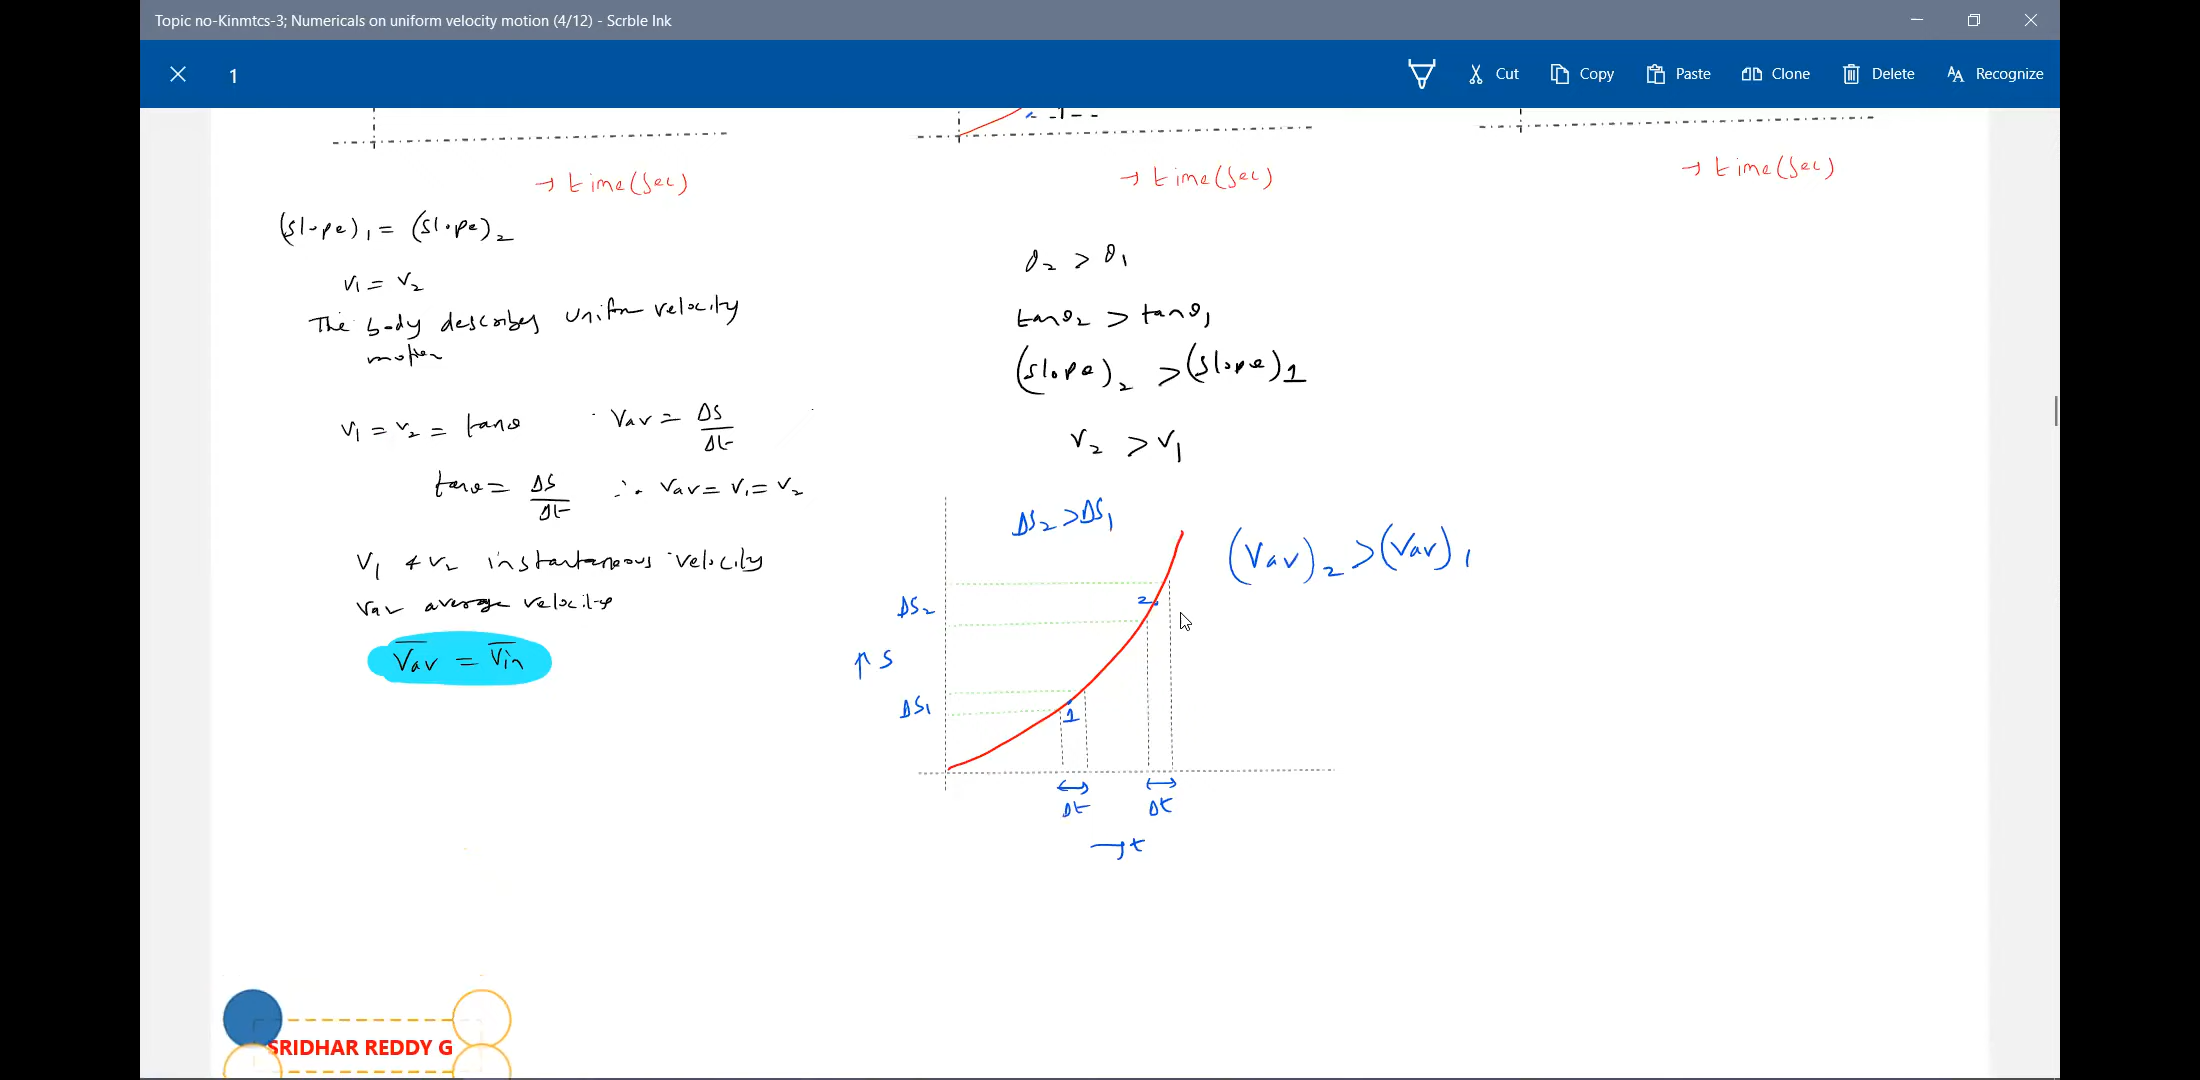 Topic no-Kinmtcs-3; Numericals on uniform velocity motion (4/12) - Scrble Ink
1
Cut
Copy
Paste
Clone
Delete
Recognize
→ time(sec)
→ time(sec)
→ time(sec)
(slope)₁ = (slope)₂
v₁ = v₂
The body describes uniform velocity
motion
v₁ = v₂ = tanθ
Vav = ΔS/Δt
tanθ = ΔS/Δt
∴ Vav = v₁ = v₂
V₁ & v₂ instantaneous velocity
Vav average velocity
V̅av = V̅in
θ₂ > θ₁
tanθ₂ > tanθ₁
(slope)₂ > (slope)1
v₂ > v₁
ΔS₂ > ΔS₁
(Vav)₂ > (Vav)₁
ΔS₂
2
↑ S
ΔS₁
1
Δt
Δt
→ t
SRIDHAR REDDY G